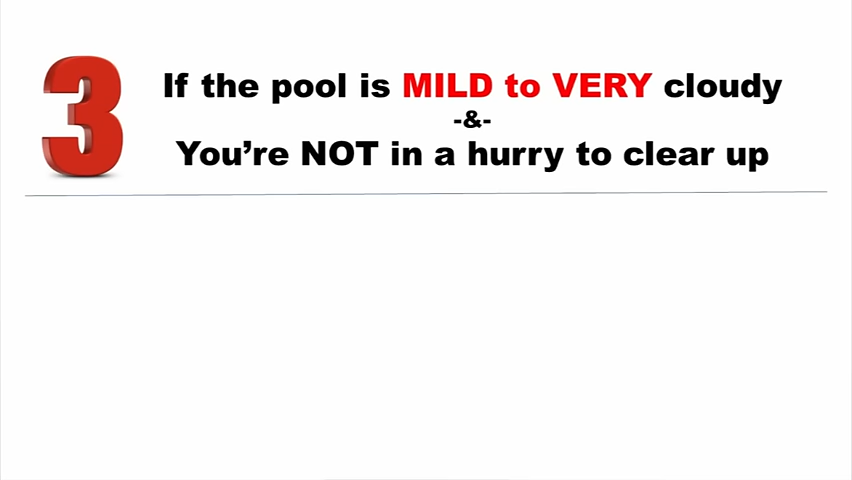 3
If the pool is MILD to VERY cloudy
-&-
You're NOT in a hurry to clear up